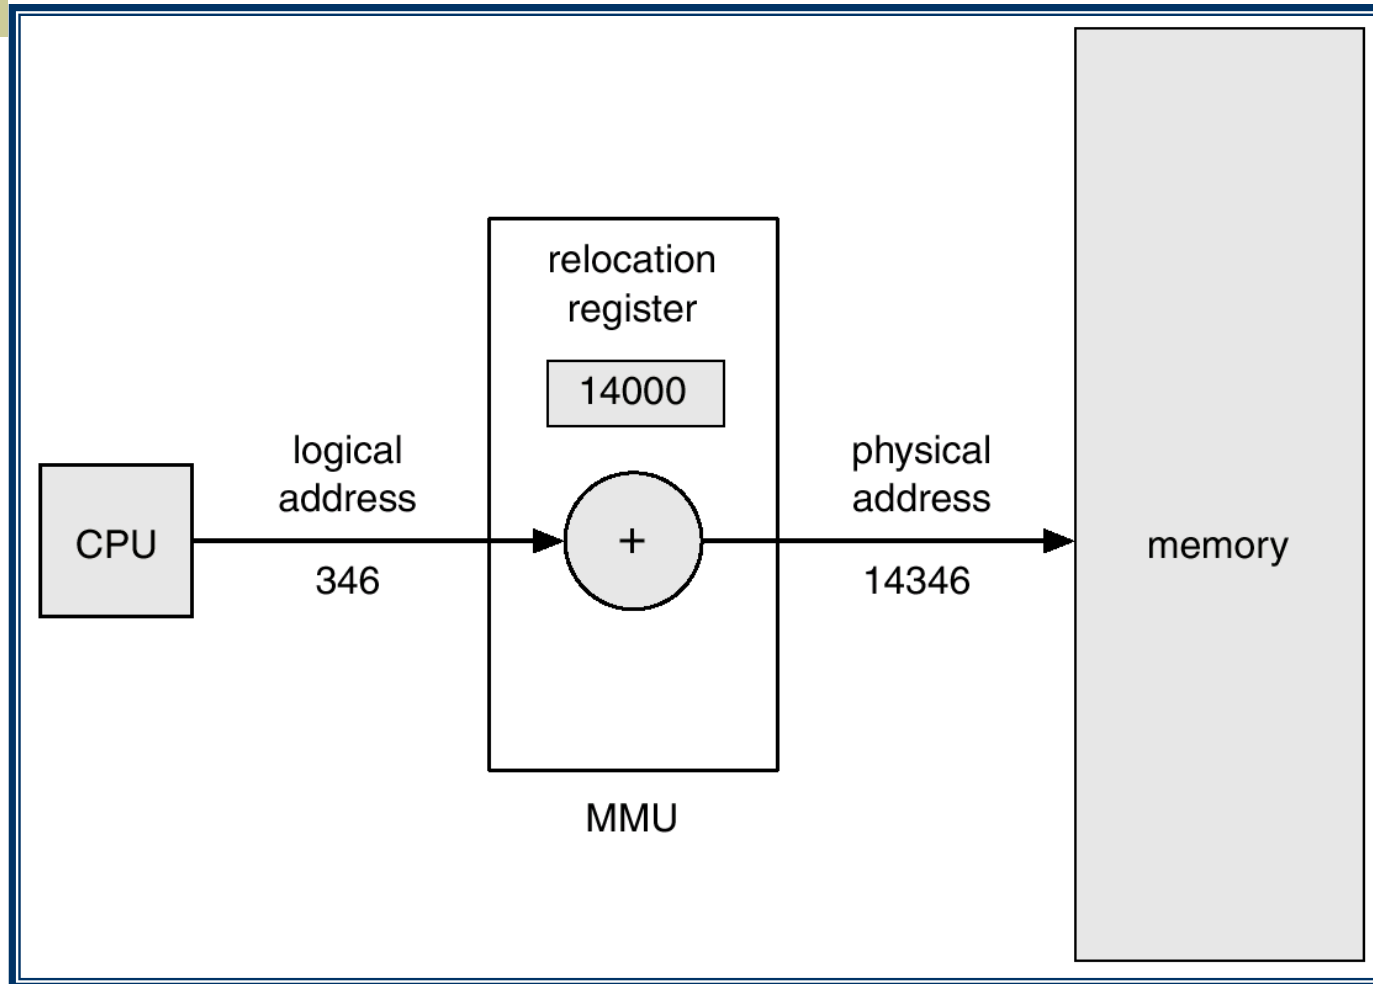 relocation
register
14000
logical
address
physical
address
CPU
+
memory
346
14346
MMU